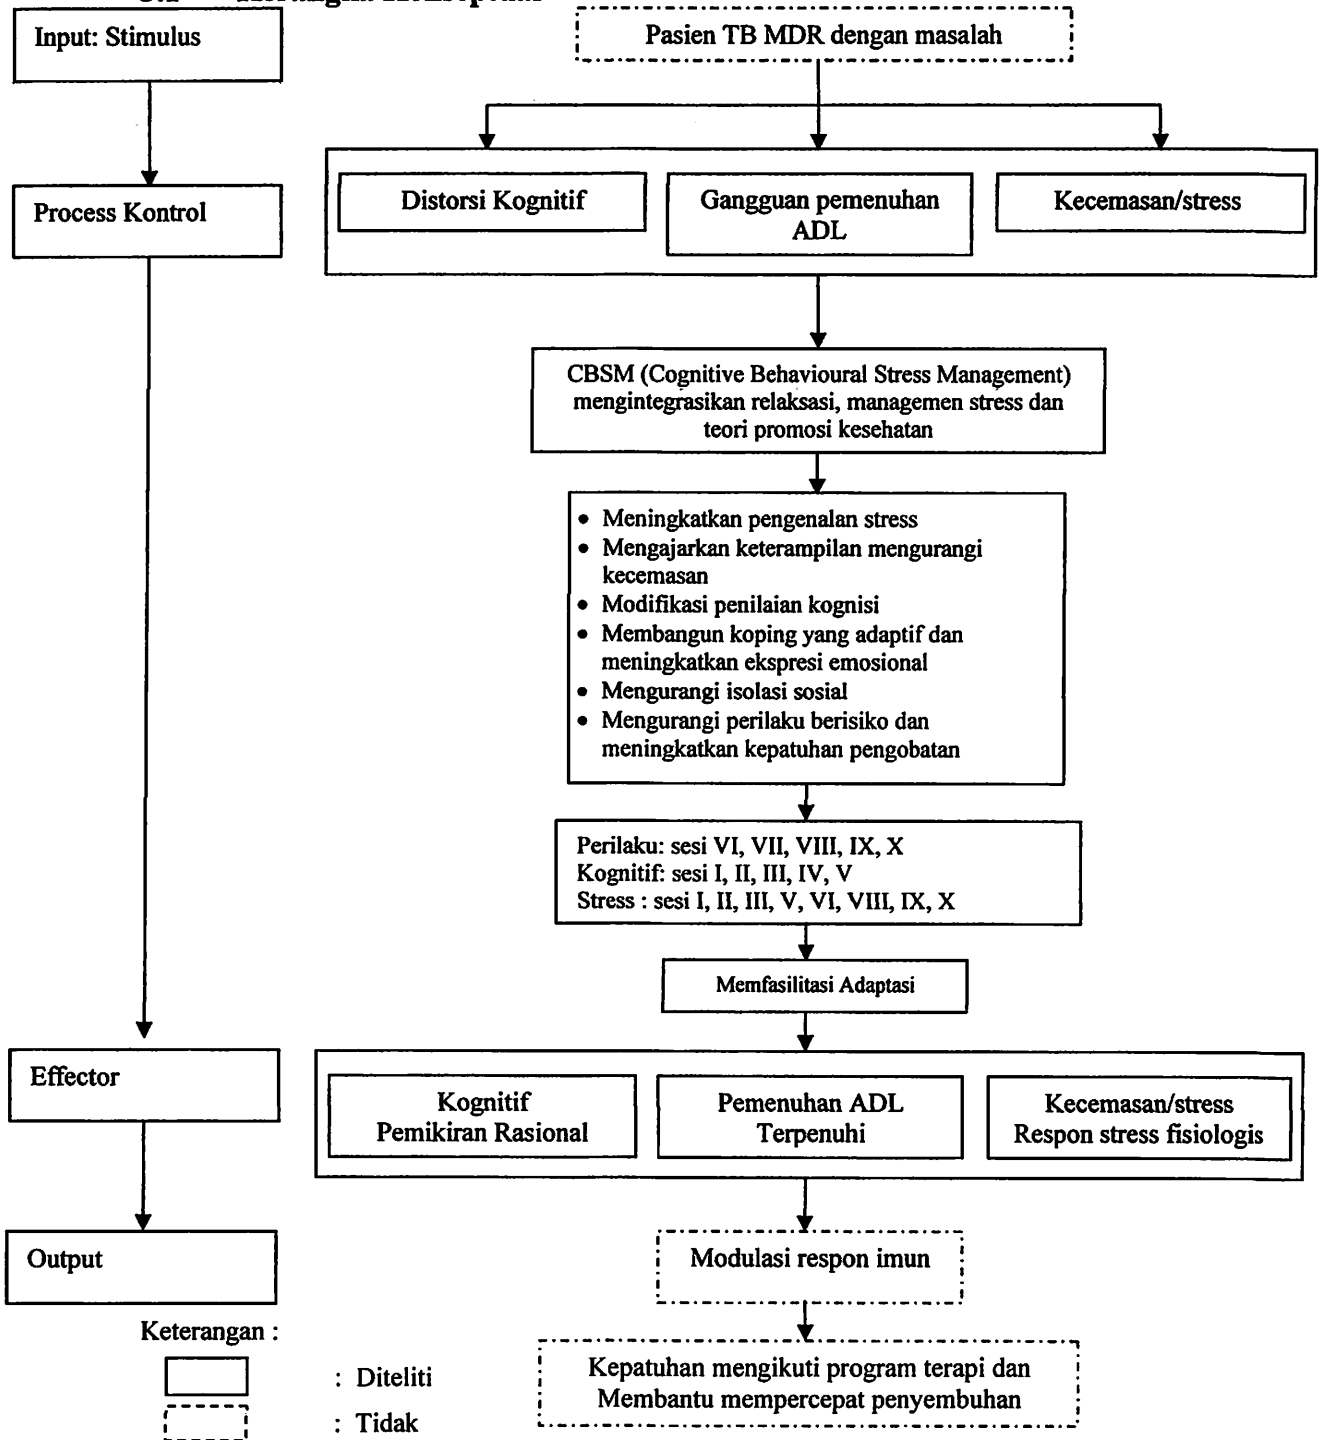 Input: Stimulus
Pasien TB MDR dengan masalah
Process Kontrol
Distorsi Kognitif
Gangguan pemenuhan
ADL
Kecemasan/stress
CBSM (Cognitive Behavioural Stress Management)
mengintegrasikan relaksasi, managemen stress dan
teori promosi kesehatan
• Meningkatkan pengenalan stress
• Mengajarkan keterampilan mengurangi
kecemasan
• Modifikasi penilaian kognisi
• Membangun koping yang adaptif dan
meningkatkan ekspresi emosional
• Mengurangi isolasi sosial
• Mengurangi perilaku berisiko dan
meningkatkan kepatuhan pengobatan
Perilaku: sesi VI, VII, VIII, IX, X
Kognitif: sesi I, II, III, IV, V
Stress : sesi I, II, III, V, VI, VIII, IX, X
Memfasilitasi Adaptasi
Effector
Kognitif
Pemikiran Rasional
Pemenuhan ADL
Terpenuhi
Kecemasan/stress
Respon stress fisiologis
Output
Modulasi respon imun
Kepatuhan mengikuti program terapi dan
Membantu mempercepat penyembuhan
Keterangan :
: Diteliti
: Tidak